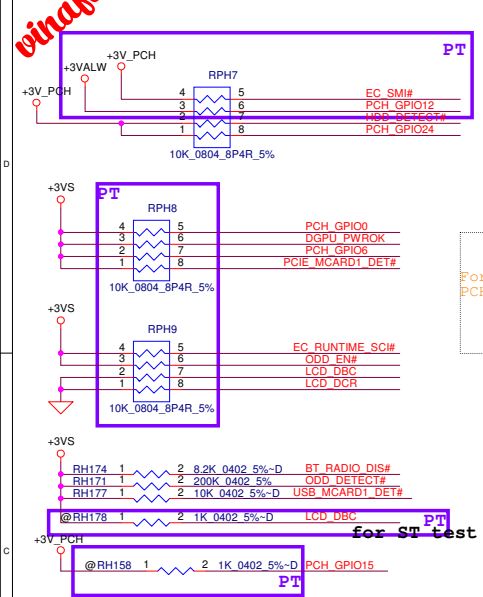 vinaf
PT
+3V_PCH
+3VALW
+3V_PCH
RPH7
4 5 EC_SMI#
3 6 PCH_GPIO12
2 7 HDD_DETECT#
1 8 PCH_GPIO24
10K_0804_8P4R_5%
D
+3VS
PT
RPH8
4 5 PCH_GPIO0
3 6 DGPU_PWROK
2 7 PCH_GPIO6
1 8 PCIE_MCARD1_DET#
10K_0804_8P4R_5%
For
PCH
+3VS
RPH9
4 5 EC_RUNTIME_SCI#
3 6 ODD_EN#
2 7 LCD_DBC
1 8 LCD_DCR
10K_0804_8P4R_5%
+3VS
RH174 1 2 8.2K_0402_5%~D BT_RADIO_DIS#
RH171 1 2 200K_0402_5% ODD_DETECT#
RH177 1 2 10K_0402_5%~D USB_MCARD1_DET#
@RH178 1 2 1K_0402_5%~D LCD_DBC PT
for ST test
C
+3V_PCH
@RH158 1 2 1K_0402_5%~D PCH_GPIO15
PT